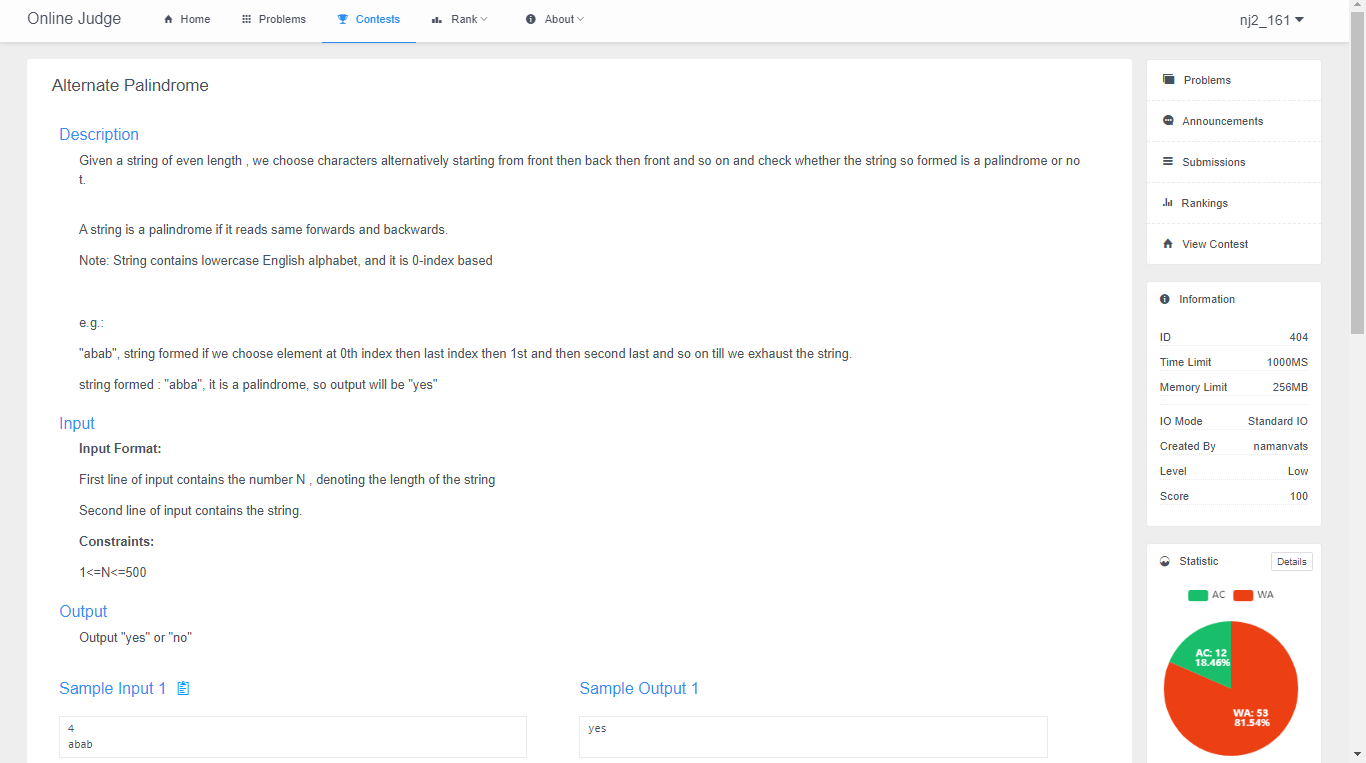 Online Judge
Home
Problems
Contests
Rank
About
nj2_161
Alternate Palindrome
Description
Given a string of even length , we choose characters alternatively starting from front then back then front and so on and check whether the string so formed is a palindrome or no
t.
A string is a palindrome if it reads same forwards and backwards.
Note: String contains lowercase English alphabet, and it is 0-index based
e.g.:
"abab", string formed if we choose element at 0th index then last index then 1st and then second last and so on till we exhaust the string.
string formed : "abba", it is a palindrome, so output will be "yes"
Input
Input Format:
First line of input contains the number N , denoting the length of the string
Second line of input contains the string.
Constraints:
1<=N<=500
Output
Output "yes" or "no"
Sample Input 1
4
abab
Sample Output 1
yes
Problems
Announcements
Submissions
Rankings
View Contest
Information
ID 404
Time Limit 1000MS
Memory Limit 256MB
IO Mode Standard IO
Created By namanvats
Level Low
Score 100
Statistic Details
AC WA
AC: 12
18.46%
WA: 53
81.54%